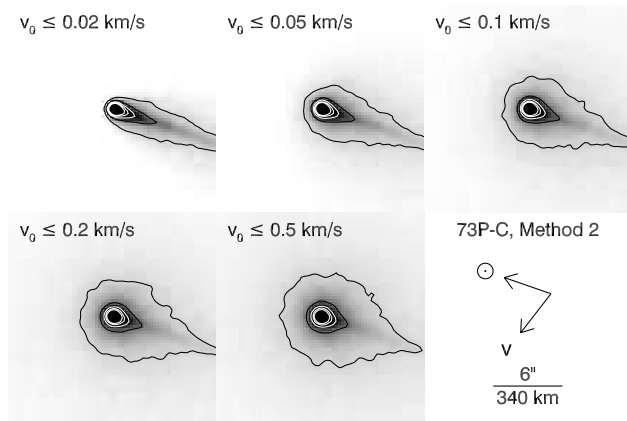 v₀ ≤ 0.02 km/s
v₀ ≤ 0.05 km/s
v₀ ≤ 0.1 km/s
v₀ ≤ 0.2 km/s
v₀ ≤ 0.5 km/s
73P-C, Method 2
☉
v
6"
340 km